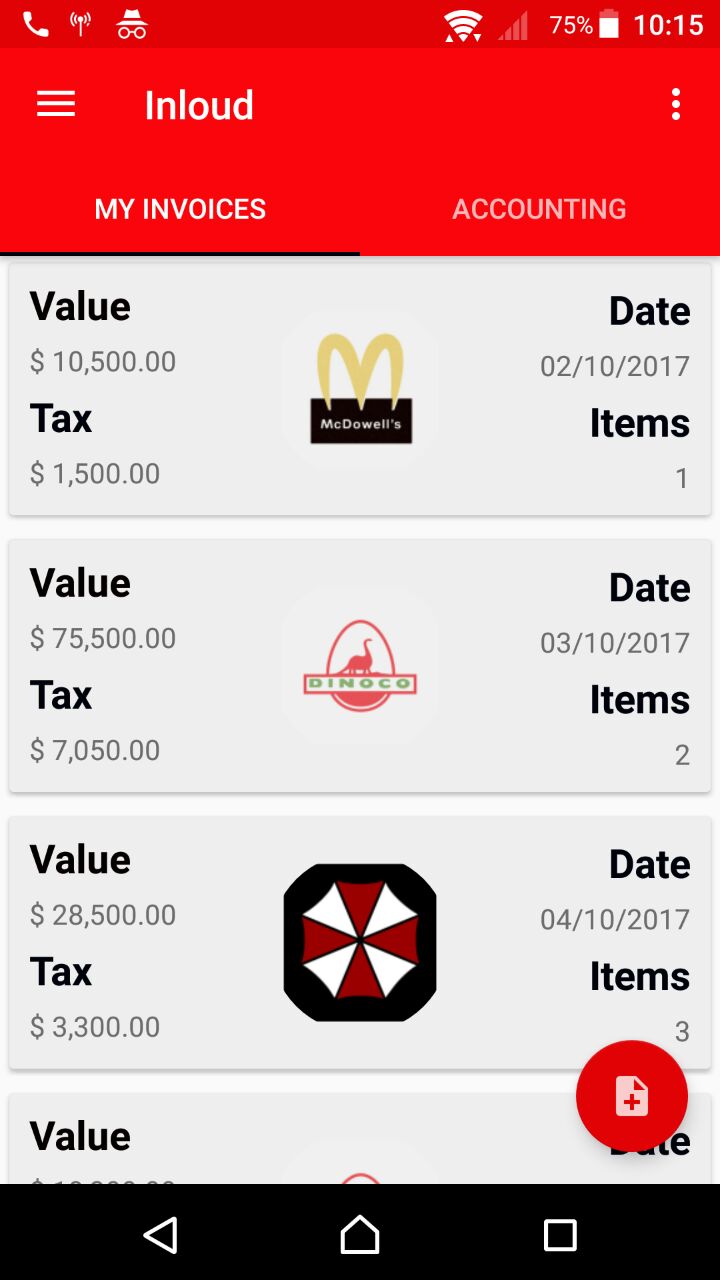 75% 10:15
Inloud
MY INVOICES ACCOUNTING
Value
$ 10,500.00
Tax
$ 1,500.00
McDowell's
Date
02/10/2017
Items
1
Value
$ 75,500.00
Tax
$ 7,050.00
DINOCO
Date
03/10/2017
Items
2
Value
$ 28,500.00
Tax
$ 3,300.00
Date
04/10/2017
Items
3
Value
Date